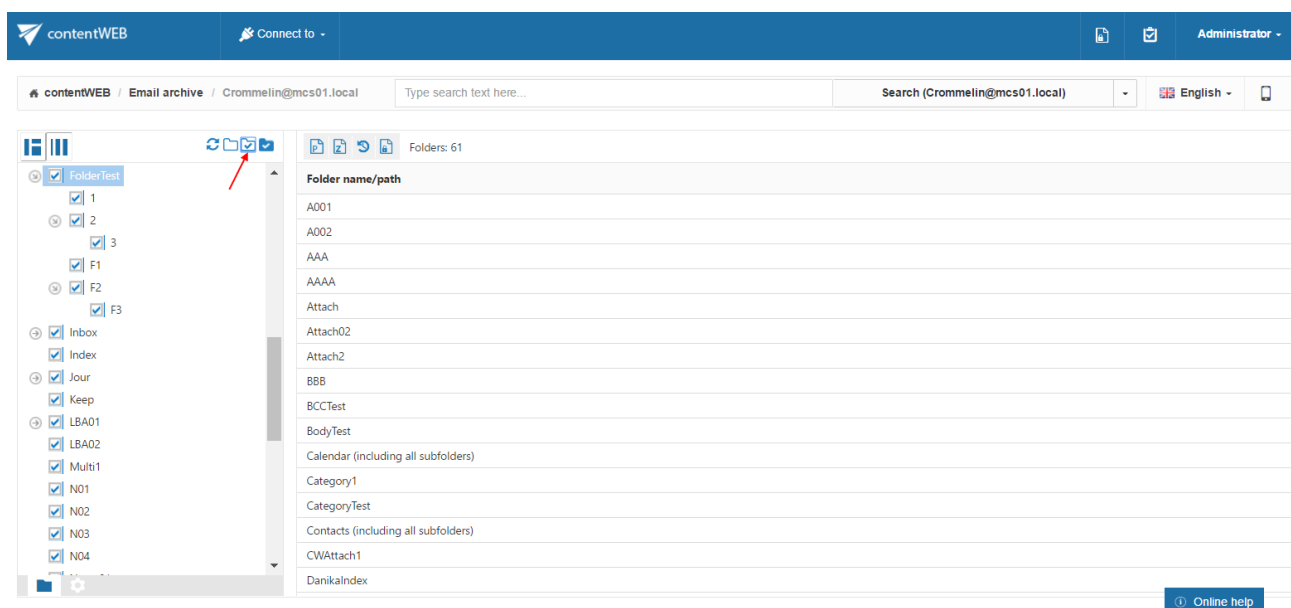 contentWEB
Connect to
Administrator
contentWEB / Email archive / Crommelin@mcs01.local
Type search text here...
Search (Crommelin@mcs01.local)
English
FolderTest
1
2
3
F1
F2
F3
Inbox
Index
Jour
Keep
LBA01
LBA02
Multi1
N01
N02
N03
N04
Folders: 61
Folder name/path
A001
A002
AAA
AAAA
Attach
Attach02
Attach2
BBB
BCCTest
BodyTest
Calendar (including all subfolders)
Category1
CategoryTest
Contacts (including all subfolders)
CWAttach1
DanikaIndex
Online help